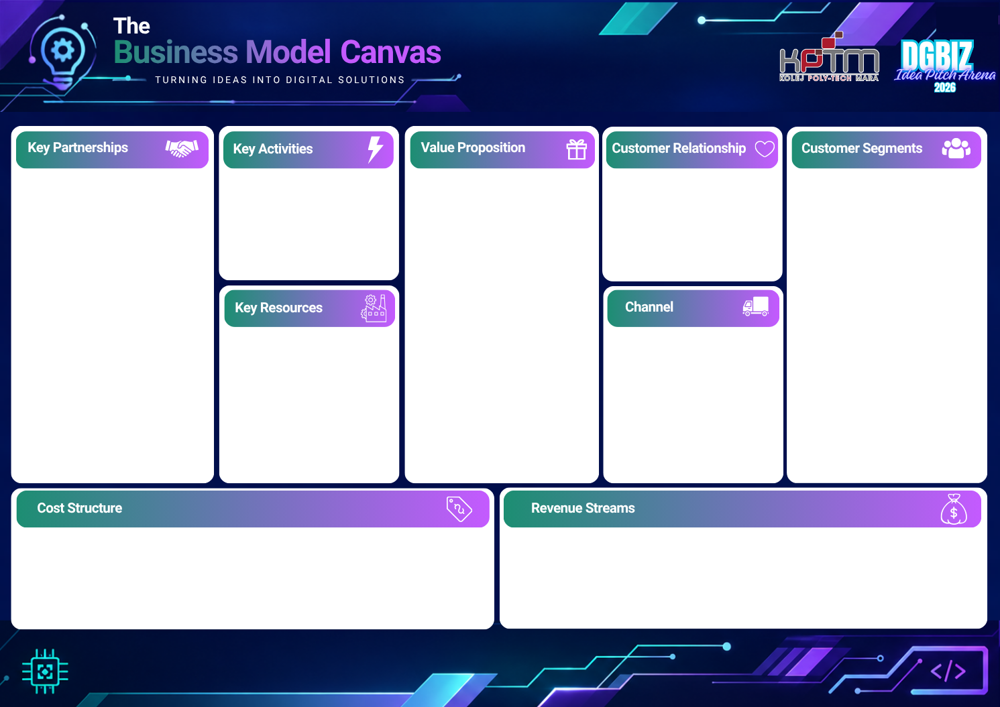 The
Business Model Canvas
TURNING IDEAS INTO DIGITAL SOLUTIONS
KPTM
KOLEJ POLY-TECH MARA
DGBIZ
Idea Pitch Arena
2026
Key Partnerships
Key Activities
Value Proposition
Customer Relationship
Customer Segments
Key Resources
Channel
Cost Structure
Revenue Streams
$
</>